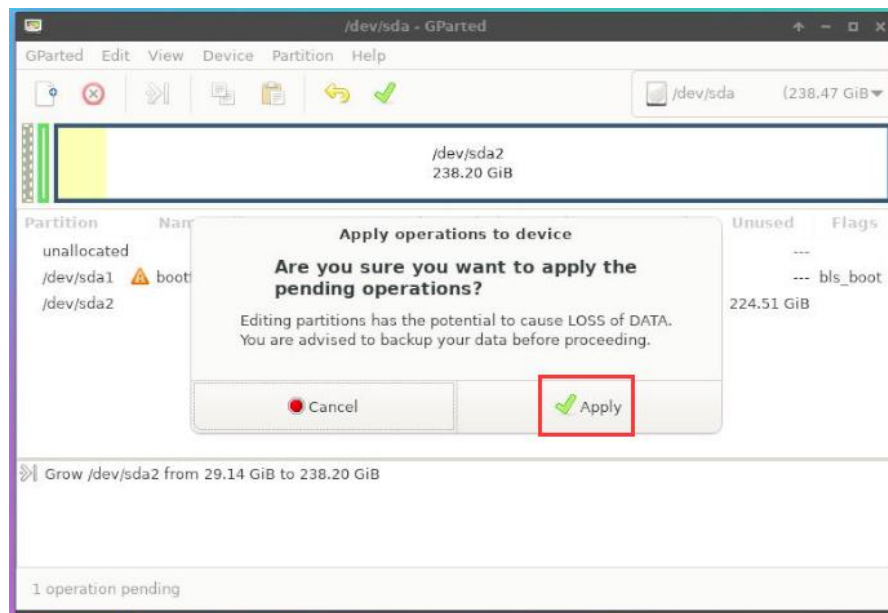 /dev/sda - GParted
GParted Edit View Device Partition Help
/dev/sda (238.47 GiB
/dev/sda2
238.20 GiB
Partition Nam Unused Flags
unallocated ---
/dev/sda1 boot --- bls_boot
/dev/sda2 224.51 GiB
Apply operations to device
Are you sure you want to apply the
pending operations?
Editing partitions has the potential to cause LOSS of DATA.
You are advised to backup your data before proceeding.
Cancel Apply
Grow /dev/sda2 from 29.14 GiB to 238.20 GiB
1 operation pending